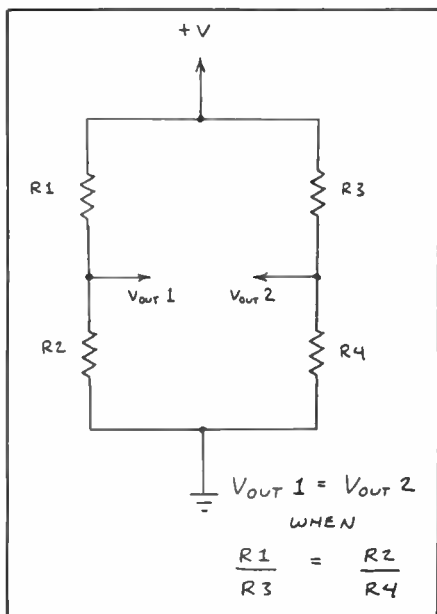 +V
R1
R3
VOUT 1
VOUT 2
R2
R4
VOUT 1 = VOUT 2
WHEN
R1 = R2
R3 R4